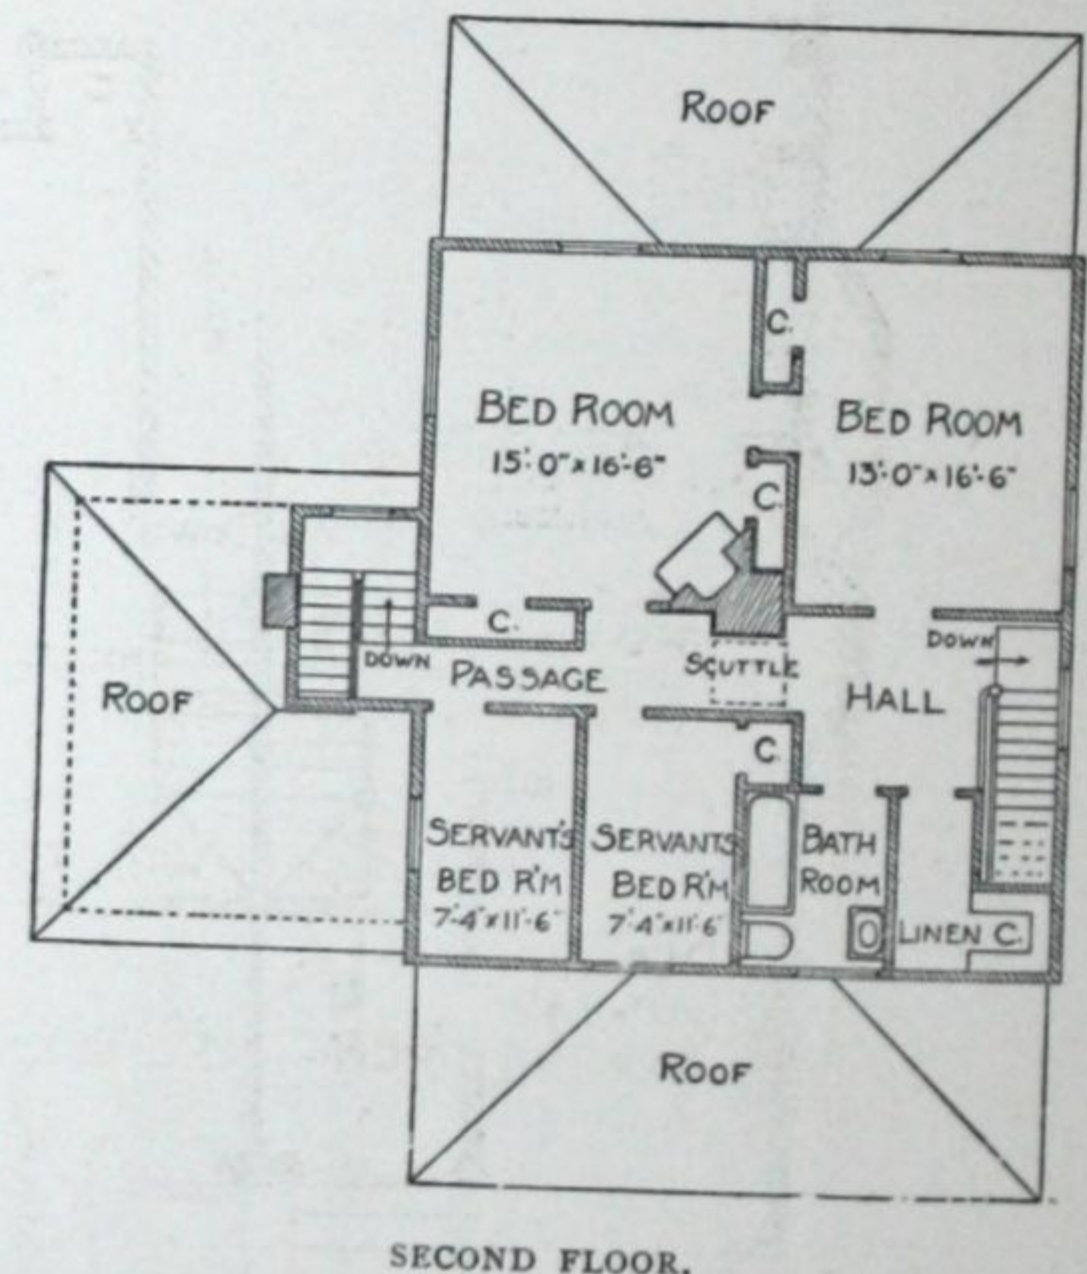 ROOF
C.
BED ROOM
15'-0" x 16'-6"
BED ROOM
13'-0" x 16'-6"
C.
C.
DOWN
PASSAGE
SCUTTLE
DOWN
HALL
ROOF
C.
SERVANT'S
BED R'M
7'-4" x 11'-6"
SERVANTS
BED R'M
7'-4" x 11'-6"
BATH
ROOM
LINEN C.
ROOF
SECOND FLOOR.